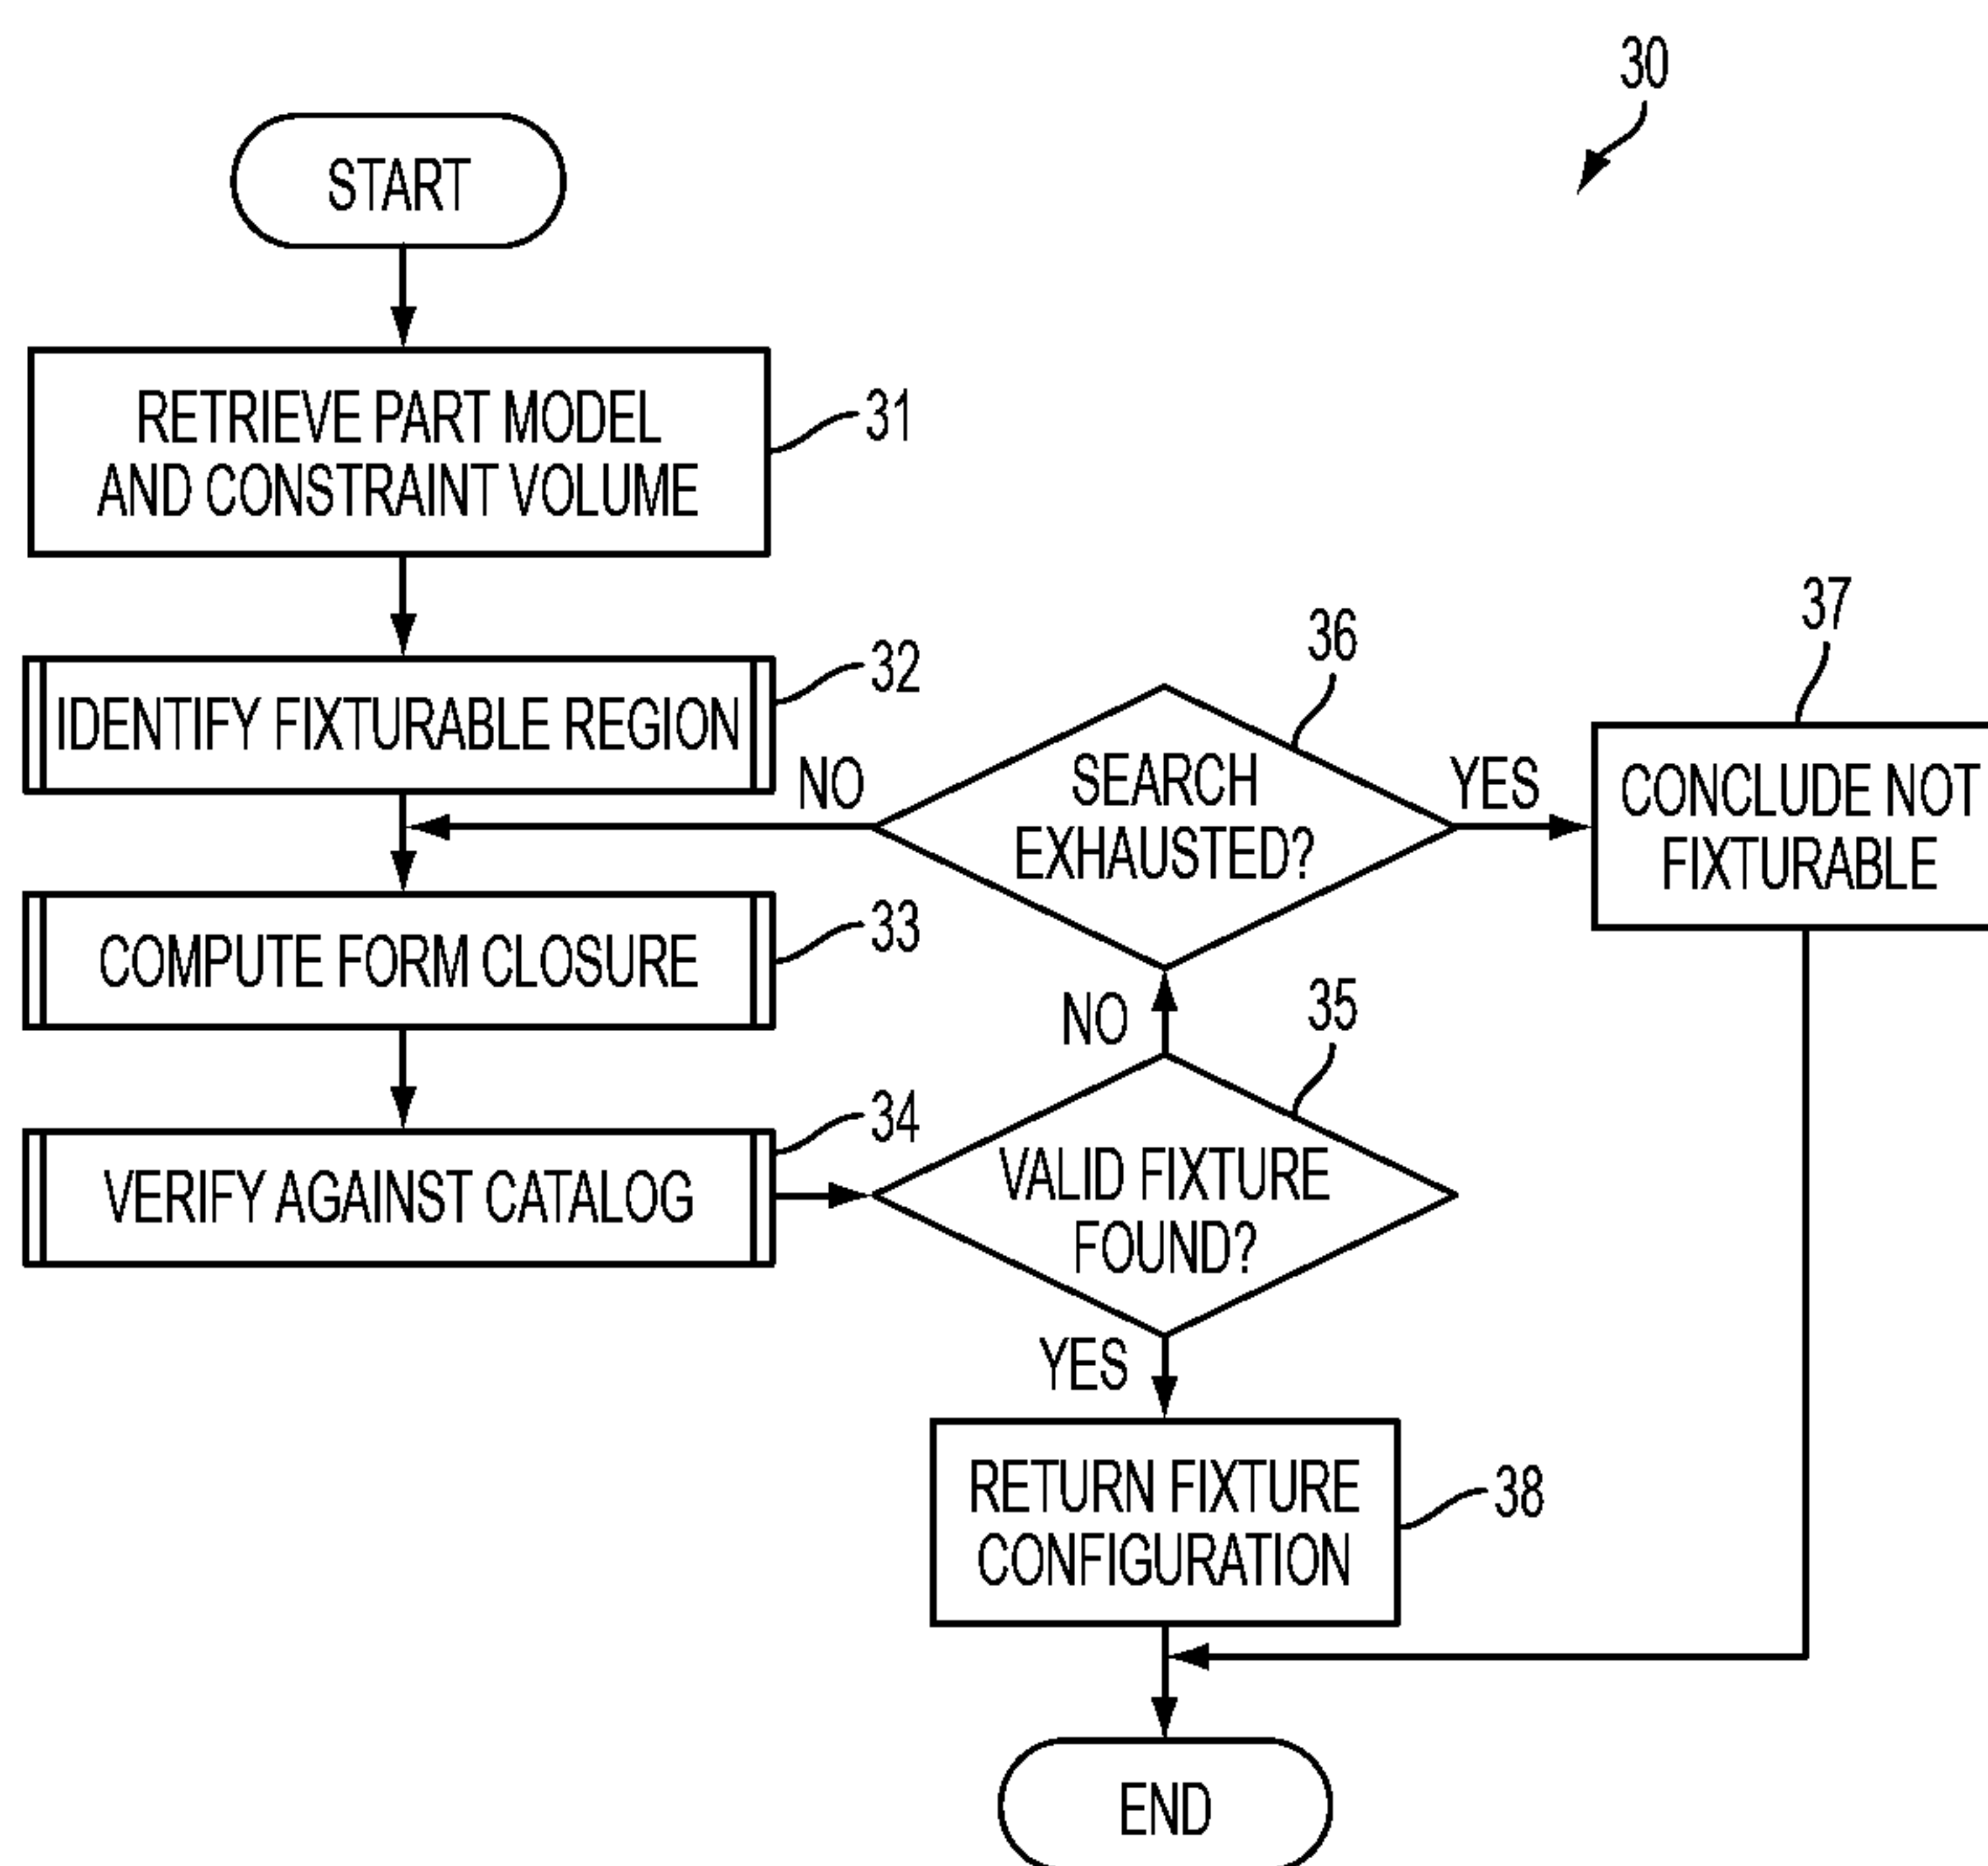 30
START
RETRIEVE PART MODEL
AND CONSTRAINT VOLUME
31
IDENTIFY FIXTURABLE REGION
32
COMPUTE FORM CLOSURE
33
VERIFY AGAINST CATALOG
34
VALID FIXTURE
FOUND?
35
NO
YES
SEARCH
EXHAUSTED?
36
NO
YES
CONCLUDE NOT
FIXTURABLE
37
RETURN FIXTURE
CONFIGURATION
38
END